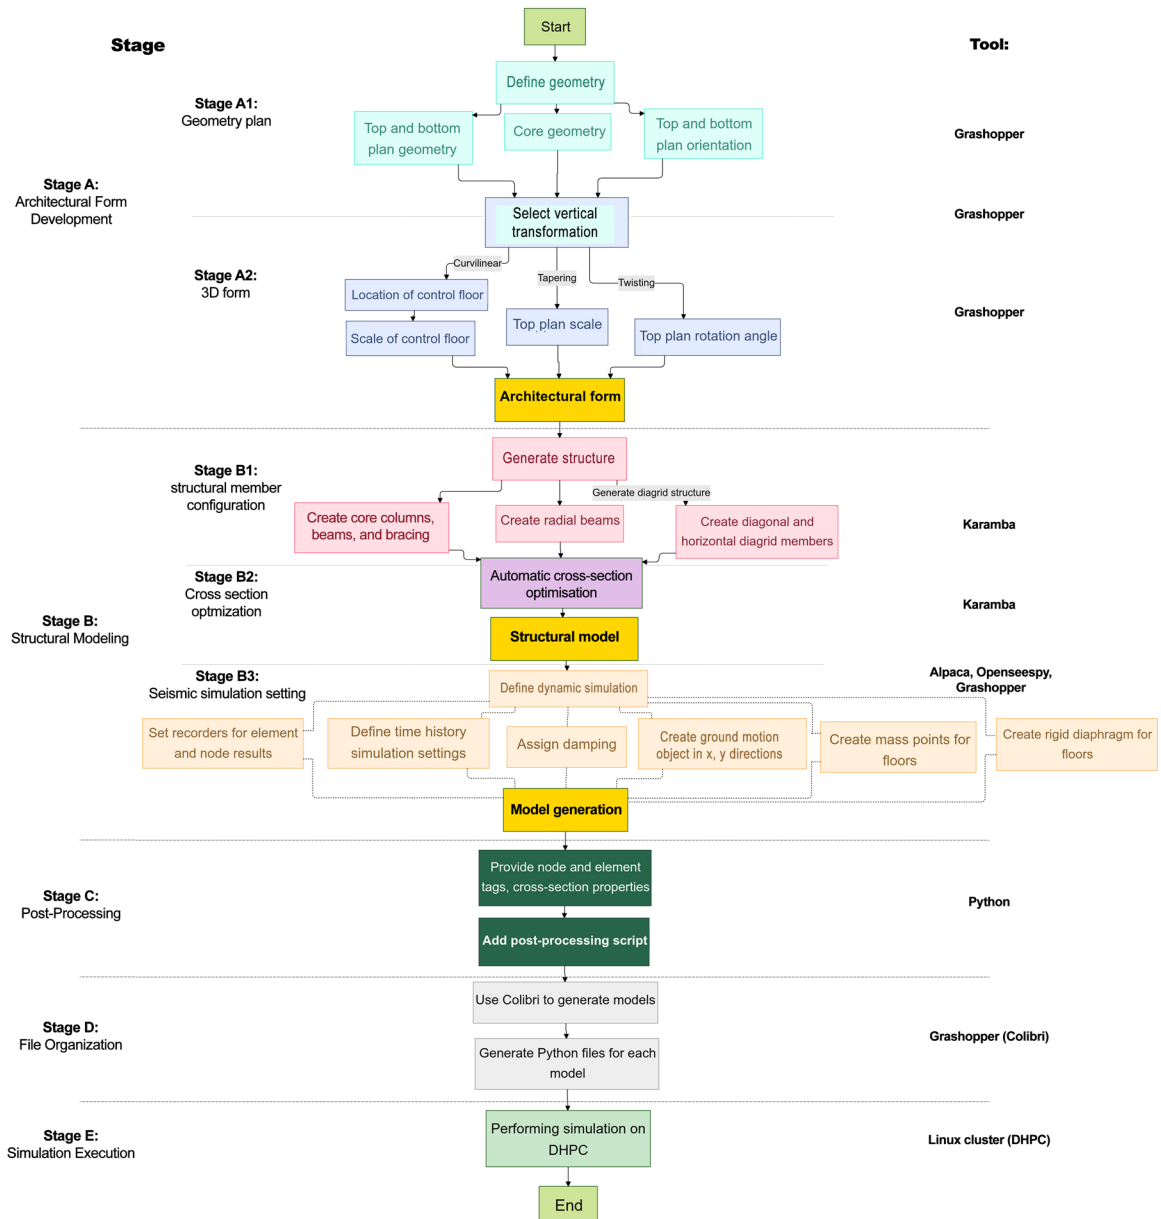 Start
Stage
Tool:
Define geometry
Stage A1:
Geometry plan
Top and bottom
plan geometry
Core geometry
Top and bottom
plan orientation
Grashopper
Stage A:
Architectural Form
Development
Select vertical
transformation
Grashopper
Curvilinear
Tapering
Twisting
Stage A2:
3D form
Location of control floor
Scale of control floor
Top plan scale
Top plan rotation angle
Grashopper
Architectural form
Generate structure
Stage B1:
structural member
configuration
Generate diagrid structure
Create core columns,
beams, and bracing
Create radial beams
Create diagonal and
horizontal diagrid members
Karamba
Stage B2:
Cross section
optmization
Automatic cross-section
optimisation
Karamba
Stage B:
Structural Modeling
Structural model
Stage B3:
Seismic simulation setting
Define dynamic simulation
Alpaca, Openseespy,
Grashopper
Set recorders for element
and node results
Define time history
simulation settings
Assign damping
Create ground motion
object in x, y directions
Create mass points for
floors
Create rigid diaphragm for
floors
Model generation
Stage C:
Post-Processing
Provide node and element
tags, cross-section properties
Python
Add post-processing script
Use Colibri to generate models
Stage D:
File Organization
Grashopper (Colibri)
Generate Python files for each
model
Stage E:
Simulation Execution
Performing simulation on
DHPC
Linux cluster (DHPC)
End